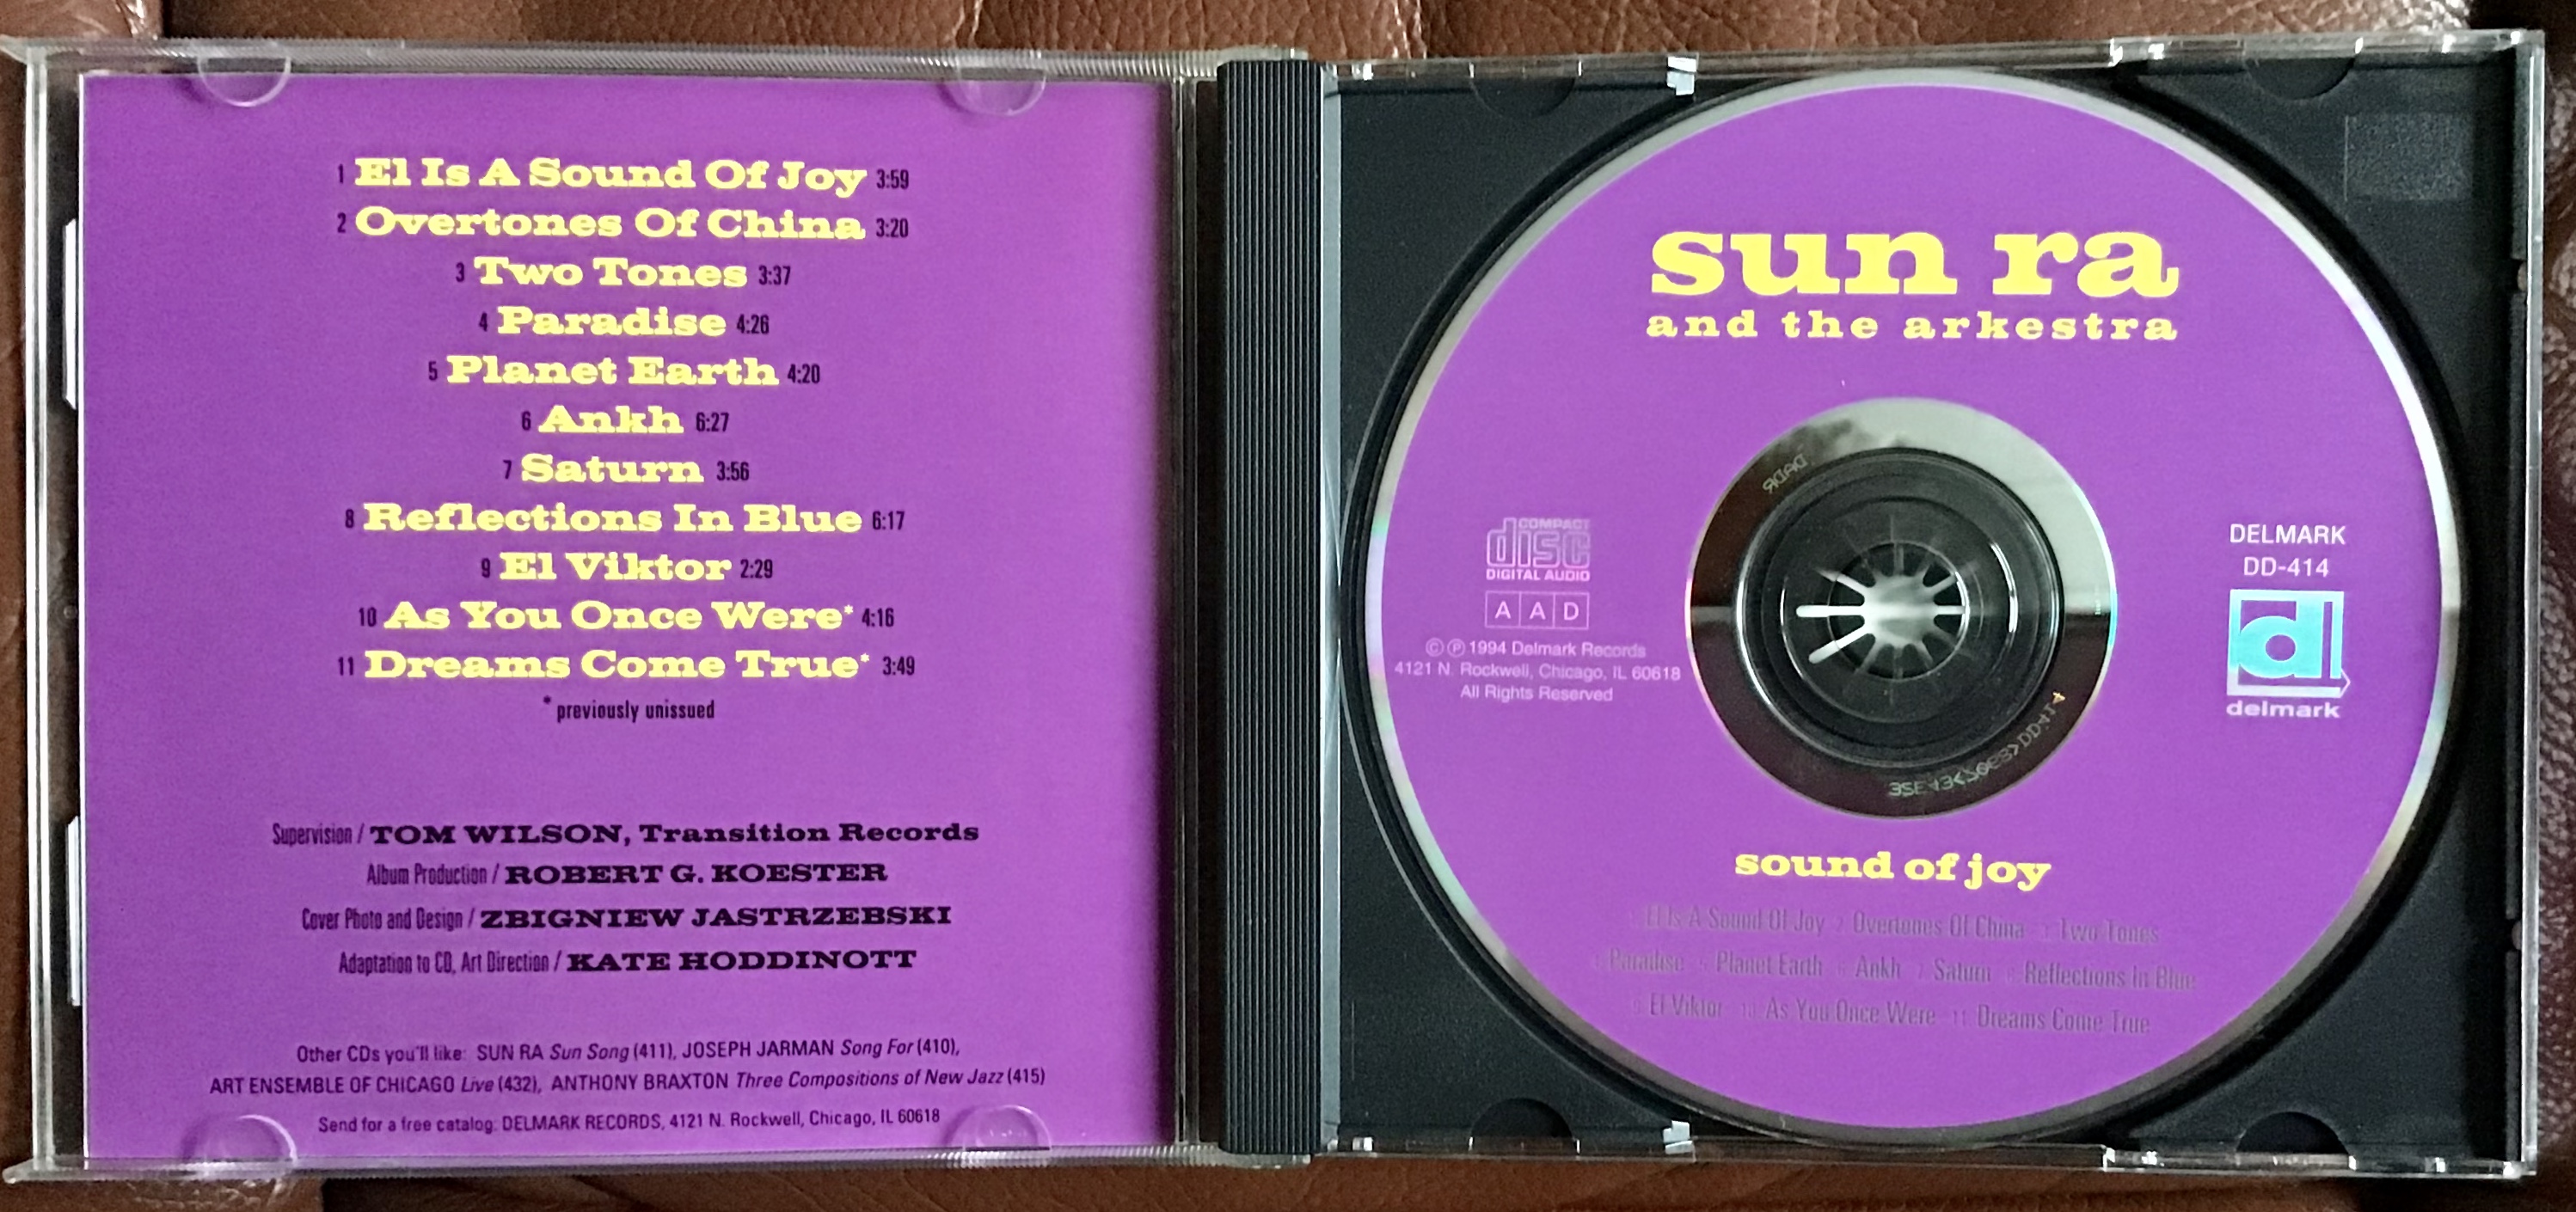 1 El Is A Sound Of Joy 3:59
2 Overtones Of China 3:20
3 Two Tones 3:37
4 Paradise 4:26
5 Planet Earth 4:20
6 Ankh 6:27
7 Saturn 3:56
8 Reflections In Blue 6:17
9 El Viktor 2:29
10 As You Once Were* 4:16
11 Dreams Come True* 3:49
* previously unissued
Supervision / TOM WILSON, Transition Records
Album Production / ROBERT G. KOESTER
Cover Photo and Design / ZBIGNIEW JASTRZEBSKI
Adaptation to CD, Art Direction / KATE HODDINOTT
Other CDs you'll like: SUN RA Sun Song (411), JOSEPH JARMAN Song For (410),
ART ENSEMBLE OF CHICAGO Live (432), ANTHONY BRAXTON Three Compositions of New Jazz (415)
Send for a free catalog: DELMARK RECORDS, 4121 N. Rockwell, Chicago, IL 60618
sun ra
and the arkestra
COMPACT
disc
DIGITAL AUDIO
A A D
© ℗ 1994 Delmark Records
4121 N. Rockwell, Chicago, IL 60618
All Rights Reserved
DELMARK
DD-414
d
delmark
sound of joy
El Is A Sound Of Joy 2 Overtones Of China Two Tones
Paradise Planet Earth Ankh 7 Saturn Reflections In Blue
9 El Viktor 10 As You Once Were 11 Dreams Come True